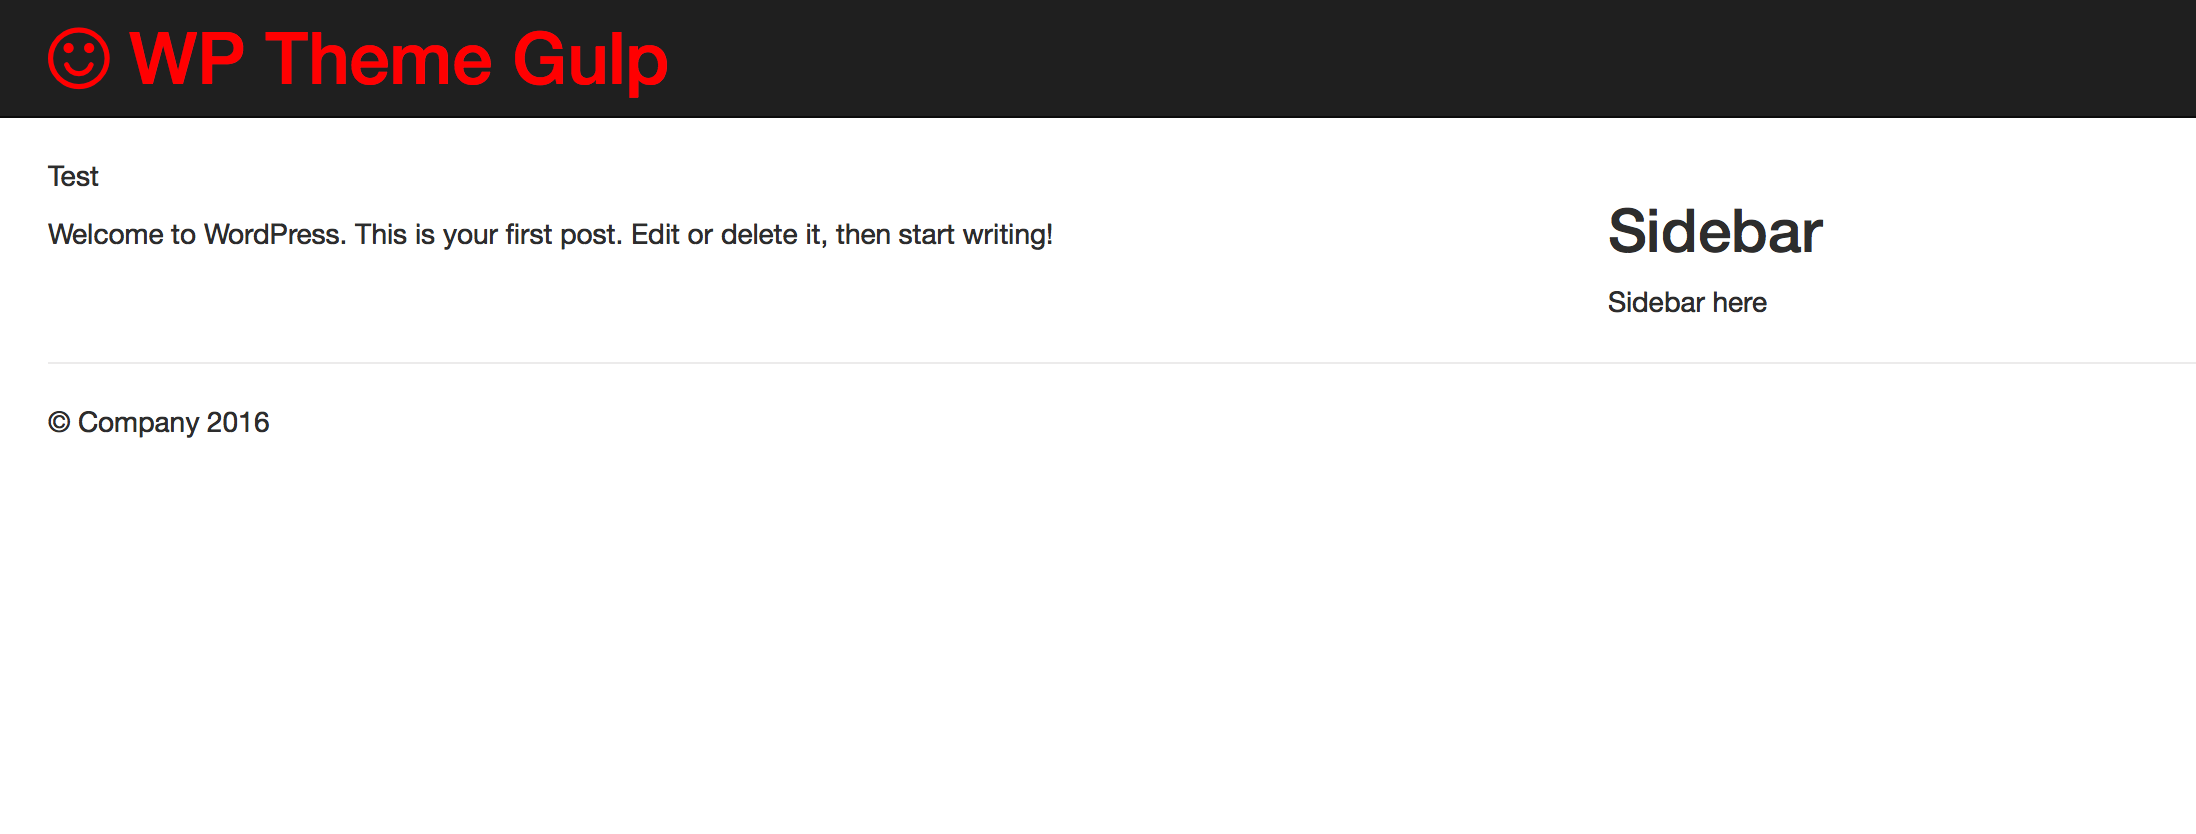 WP Theme Gulp
Test
Welcome to WordPress. This is your first post. Edit or delete it, then start writing!
Sidebar
Sidebar here
© Company 2016